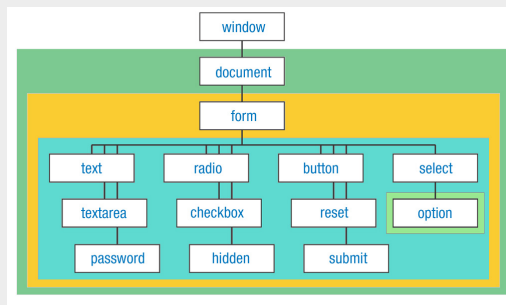 window
document
form
text radio button select
textarea checkbox reset option
password hidden submit